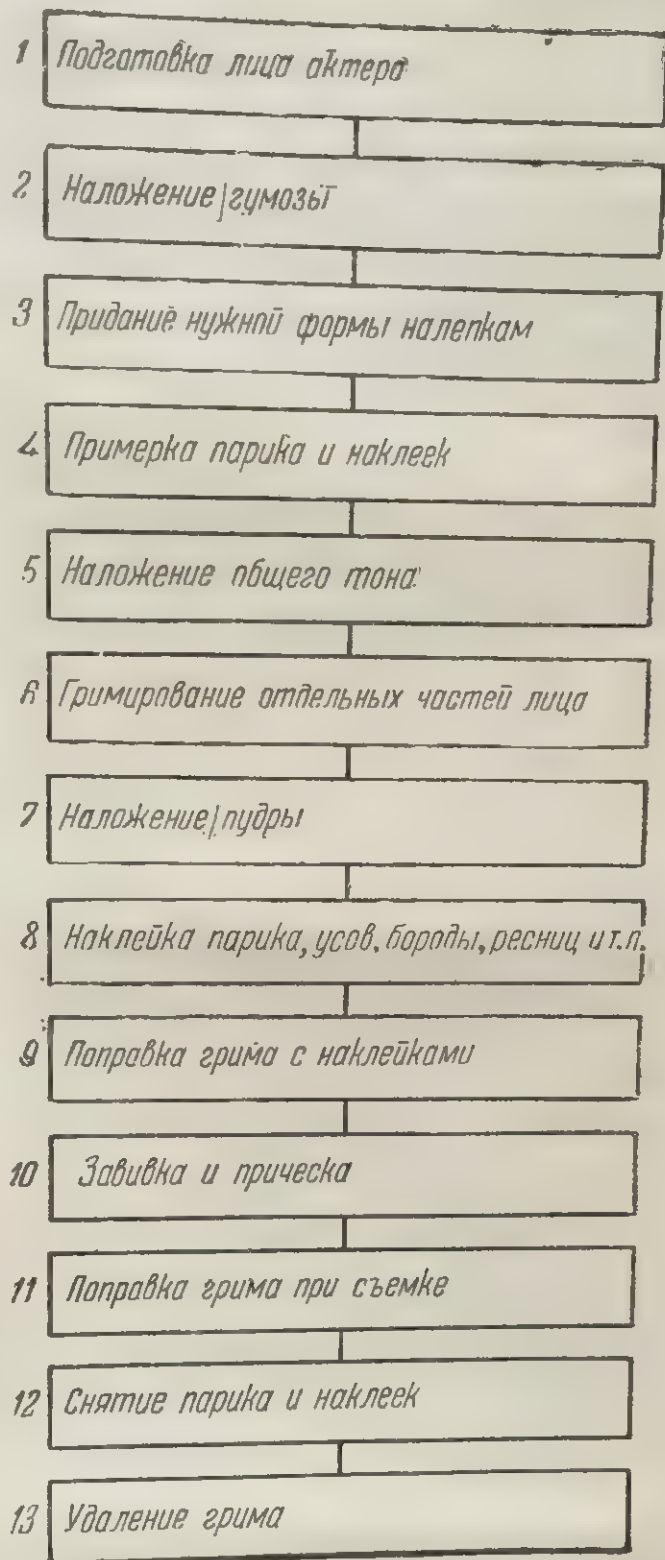 1 Подготовка лица актера
2 Наложение гумозы
3 Придание нужной формы налепкам
4 Примерка парика и наклеек
5 Наложение общего тона
6 Гримирование отдельных частей лица
7 Наложение пудры
8 Наклейка парика, усов, бороды, ресниц и т.п.
9 Поправка грима с наклейками
10 Завивка и прическа
11 Поправка грима при съемке
12 Снятие парика и наклеек
13 Удаление грима